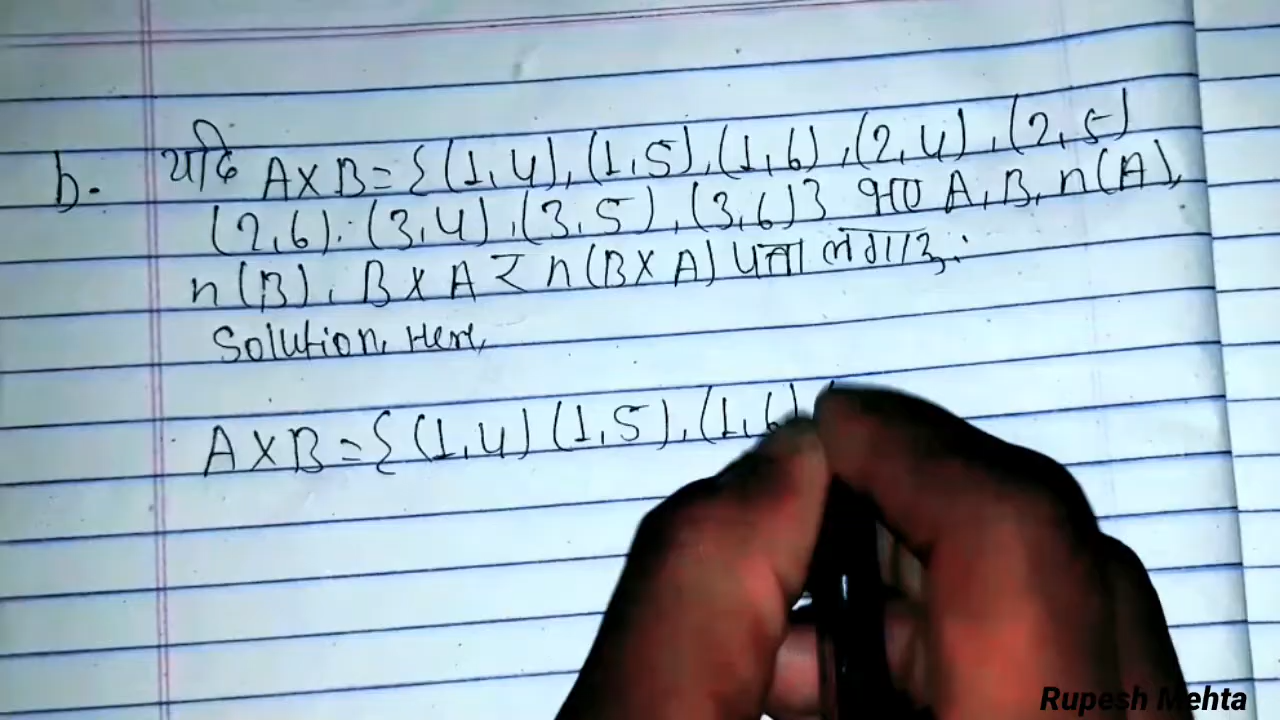 b. यदि A×B={(1,4),(1,5),(1,6),(2,4),(2,5)
(2,6).(3,4),(3,5),(3,6)} भए A,B,n(A),
n(B), B×A र n(B×A) पत्ता लगाउ:
Solution, Here,
A×B={(1,4)(1,5),(1,6)
Rupesh Mehta